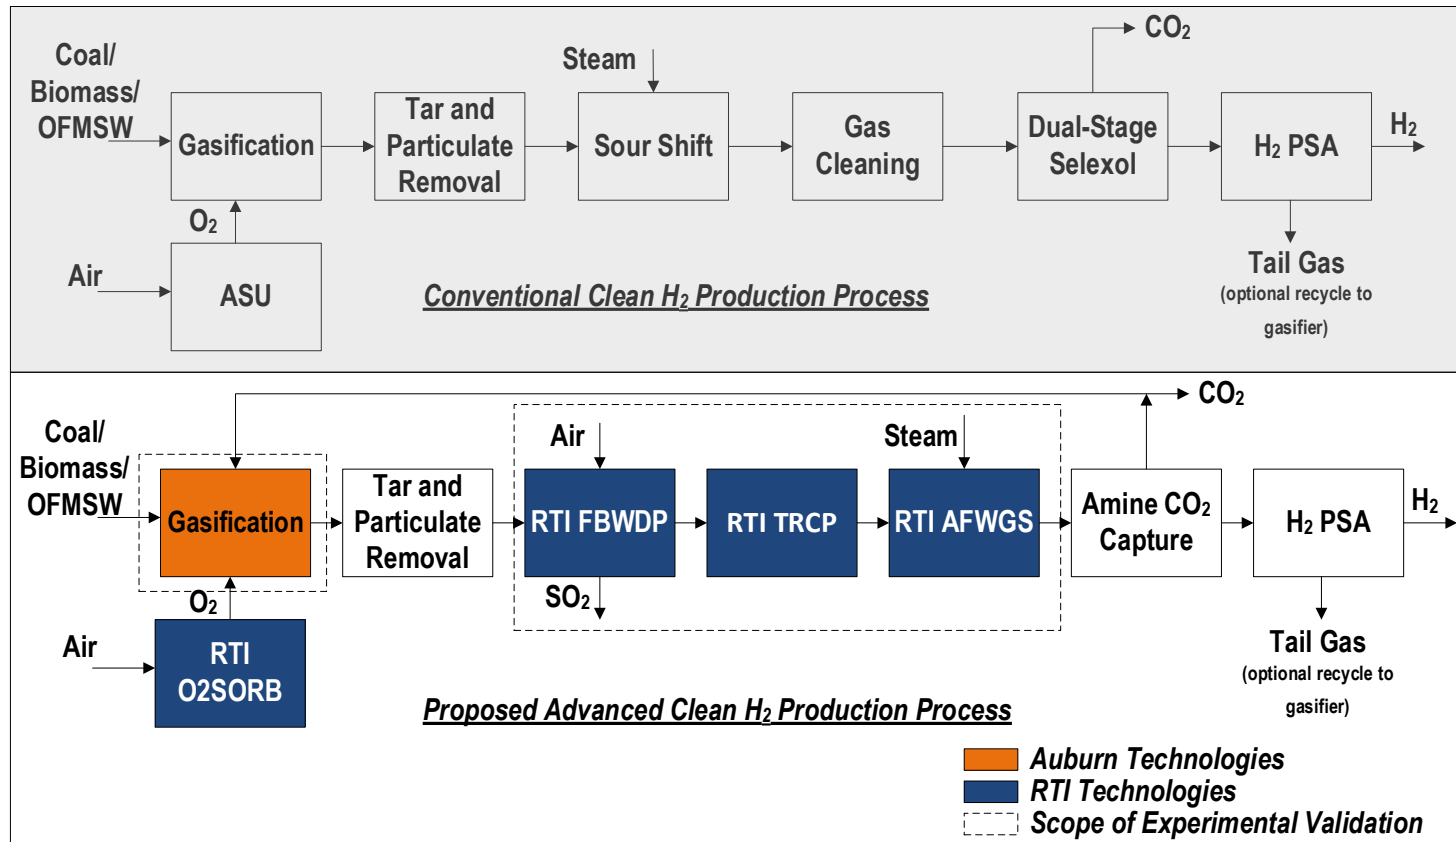 Coal/
Biomass/
OFMSW
Gasification
Tar and
Particulate
Removal
Steam
Sour Shift
Gas
Cleaning
CO₂
Dual-Stage
Selexol
H₂ PSA
H₂
O₂
Air
ASU
Tail Gas
(optional recycle to
gasifier)
Conventional Clean H₂ Production Process
Coal/
Biomass/
OFMSW
Gasification
Tar and
Particulate
Removal
Air
RTI FBWDP
SO₂
RTI TRCP
Steam
RTI AFWGS
CO₂
Amine CO₂
Capture
H₂ PSA
H₂
O₂
Air
RTI
O2SORB
Tail Gas
(optional recycle to
gasifier)
Proposed Advanced Clean H₂ Production Process
Auburn Technologies
RTI Technologies
Scope of Experimental Validation